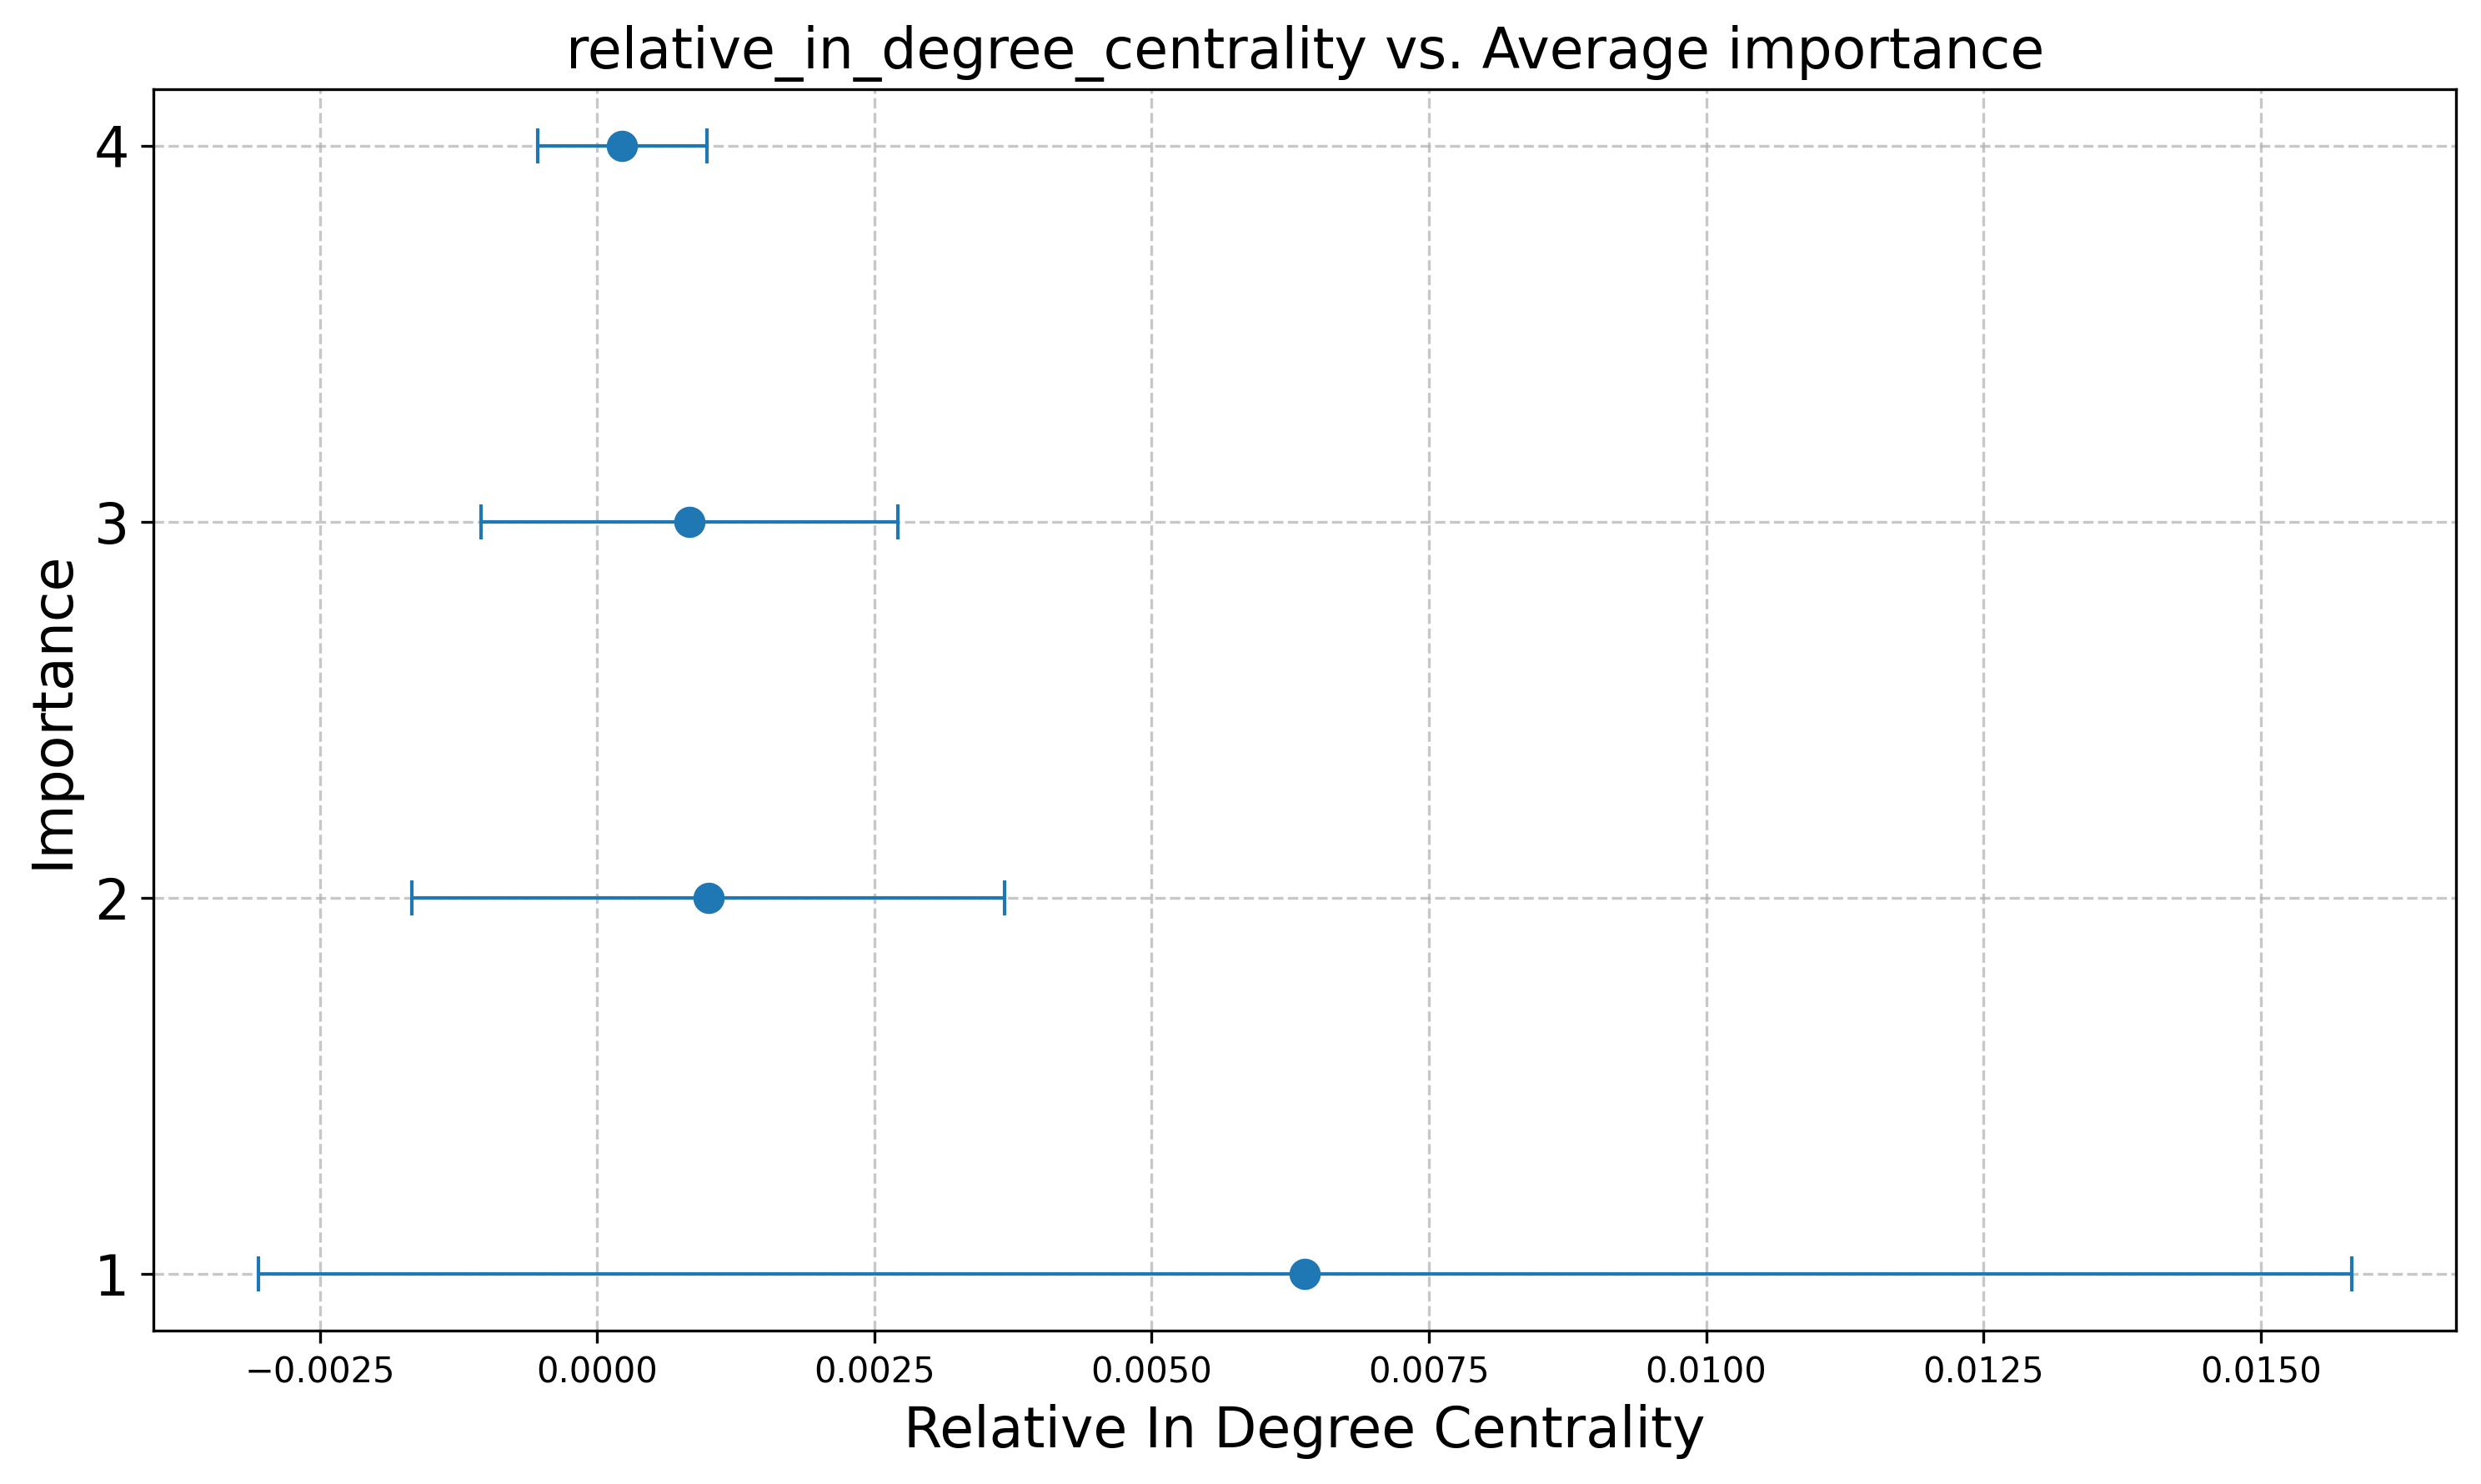 relative_in_degree_centrality vs. Average importance
Importance
4
3
2
1
−0.0025 0.0000 0.0025 0.0050 0.0075 0.0100 0.0125 0.0150
Relative In Degree Centrality